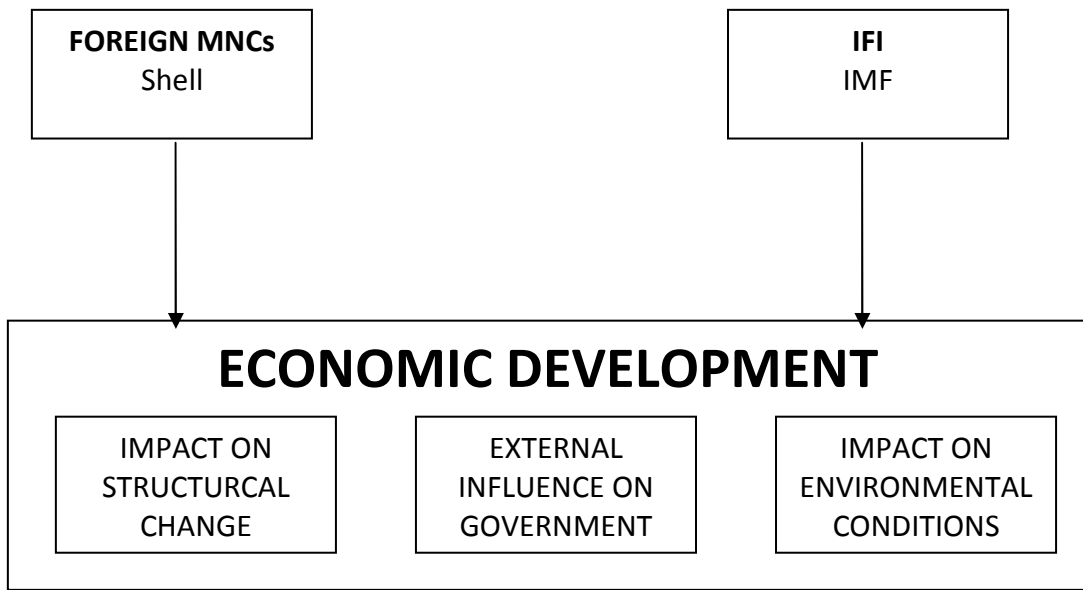 FOREIGN MNCs
Shell
IFI
IMF
ECONOMIC DEVELOPMENT
IMPACT ON
STRUCTURCAL
CHANGE
EXTERNAL
INFLUENCE ON
GOVERNMENT
IMPACT ON
ENVIRONMENTAL
CONDITIONS